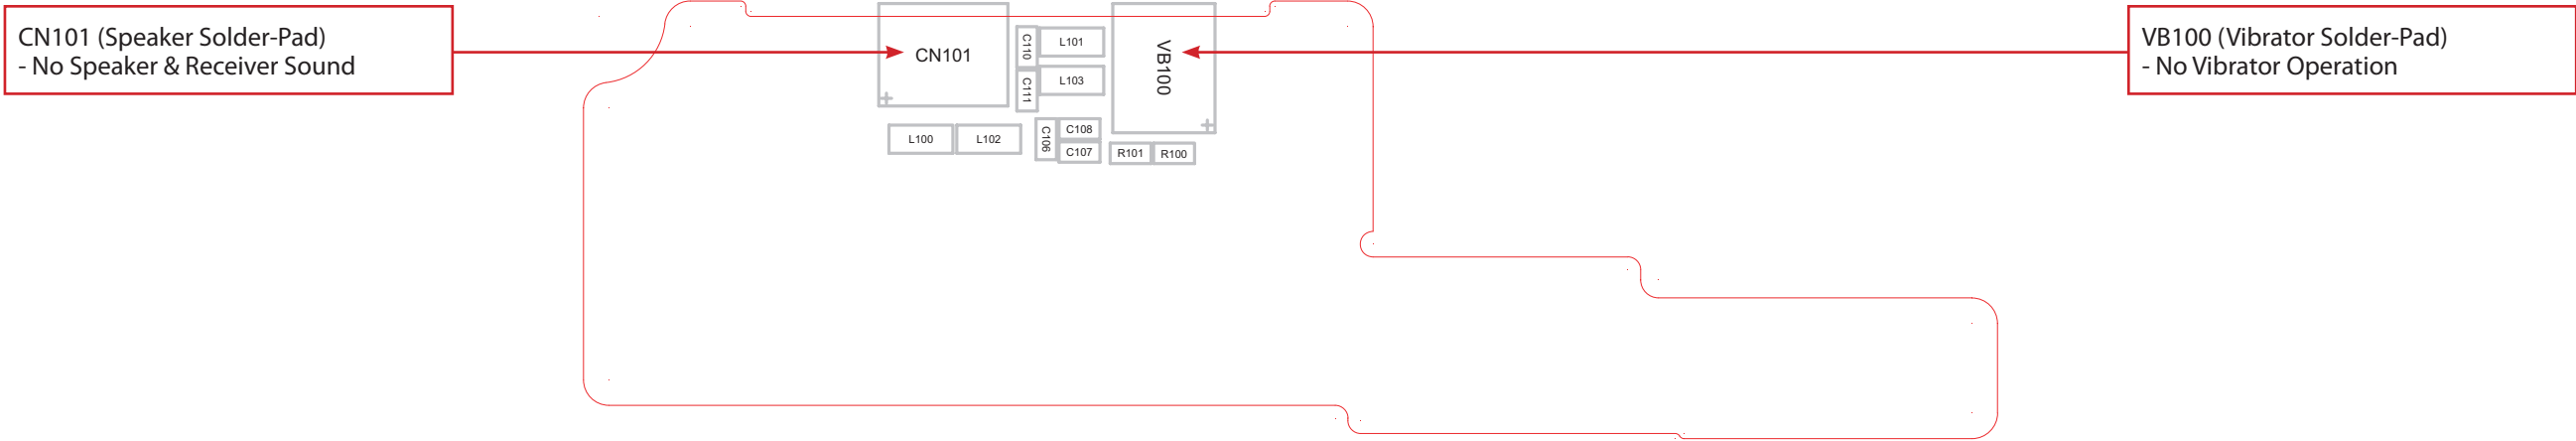 CN101 (Speaker Solder-Pad)
- No Speaker & Receiver Sound
CN101
C110
L101
C111
L103
VB100
L100
L102
C106
C108
C107
R101
R100
VB100 (Vibrator Solder-Pad)
- No Vibrator Operation